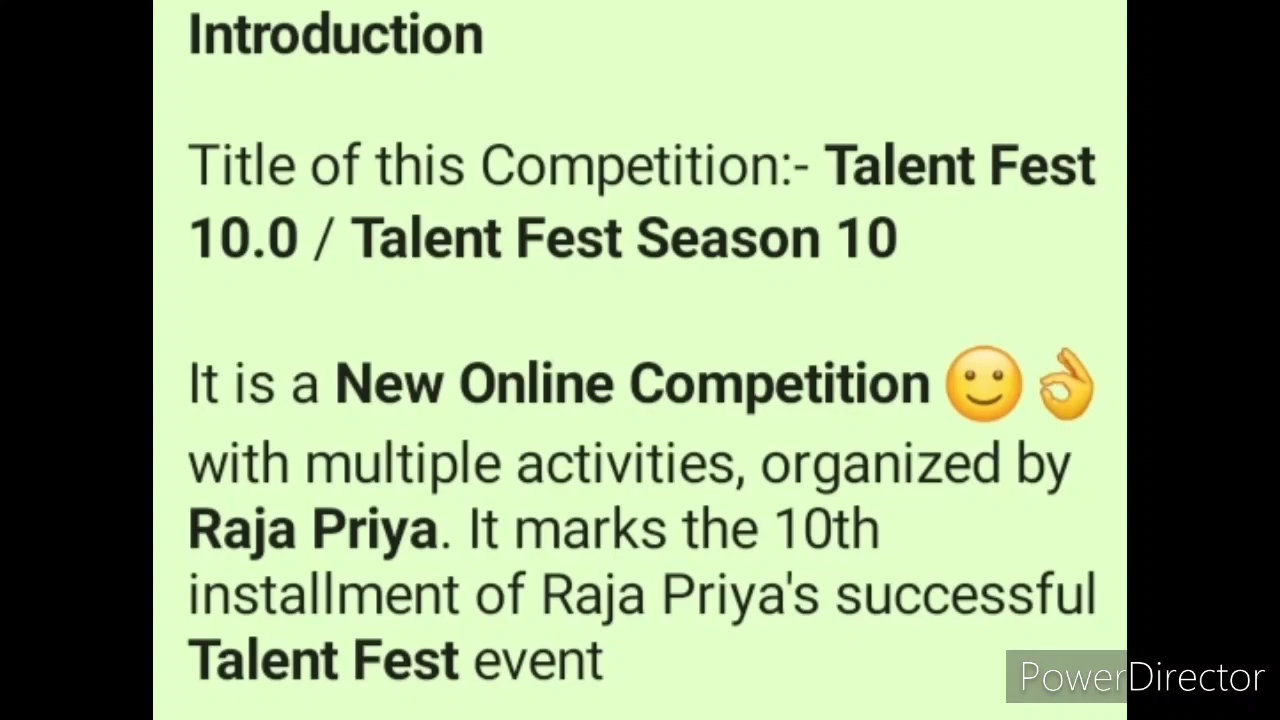 Introduction
Title of this Competition:- Talent Fest
10.0 / Talent Fest Season 10
It is a New Online Competition 🙂👌
with multiple activities, organized by
Raja Priya. It marks the 10th
installment of Raja Priya's successful
Talent Fest event
PowerDirector